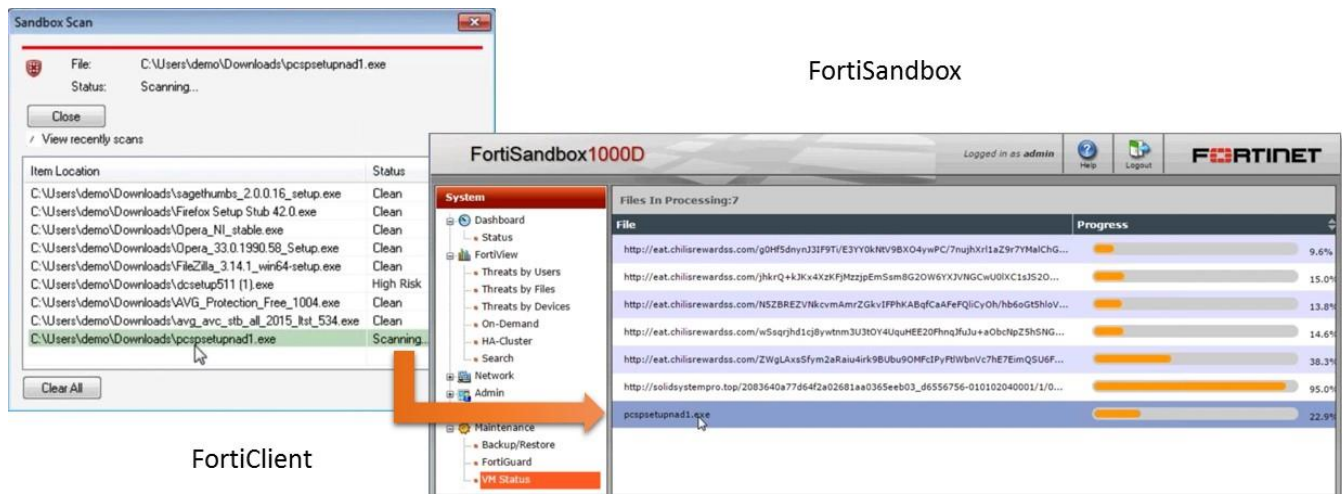 Sandbox Scan
File: C:\Users\demo\Downloads\pcspsetupnad1.exe
Status: Scanning...
Close
View recently scans
Item Location Status
C:\Users\demo\Downloads\sagethumbs_2.0.0.16_setup.exe Clean
C:\Users\demo\Downloads\Firefox Setup Stub 42.0.exe Clean
C:\Users\demo\Downloads\Opera_NI_stable.exe Clean
C:\Users\demo\Downloads\Opera_33.0.1990.58_Setup.exe Clean
C:\Users\demo\Downloads\FileZilla_3.14.1_win64-setup.exe Clean
C:\Users\demo\Downloads\dcsetup511 (1).exe High Risk
C:\Users\demo\Downloads\AVG_Protection_Free_1004.exe Clean
C:\Users\demo\Downloads\avg_avc_stb_all_2015_ltst_534.exe Clean
C:\Users\demo\Downloads\pcspsetupnad1.exe Scanning...
Clear All
FortiClient
FortiSandbox
FortiSandbox1000D
Logged in as admin
Help
Logout
FORTINET
System
Dashboard
Status
FortiView
Threats by Users
Threats by Files
Threats by Devices
On-Demand
HA-Cluster
Search
Network
Admin
Maintenance
Backup/Restore
FortiGuard
VM Status
Files In Processing:7
File Progress
9.6%
15.0%
13.8%
14.6%
38.3%
95.0%
pcspsetupnad1.exe 22.9%